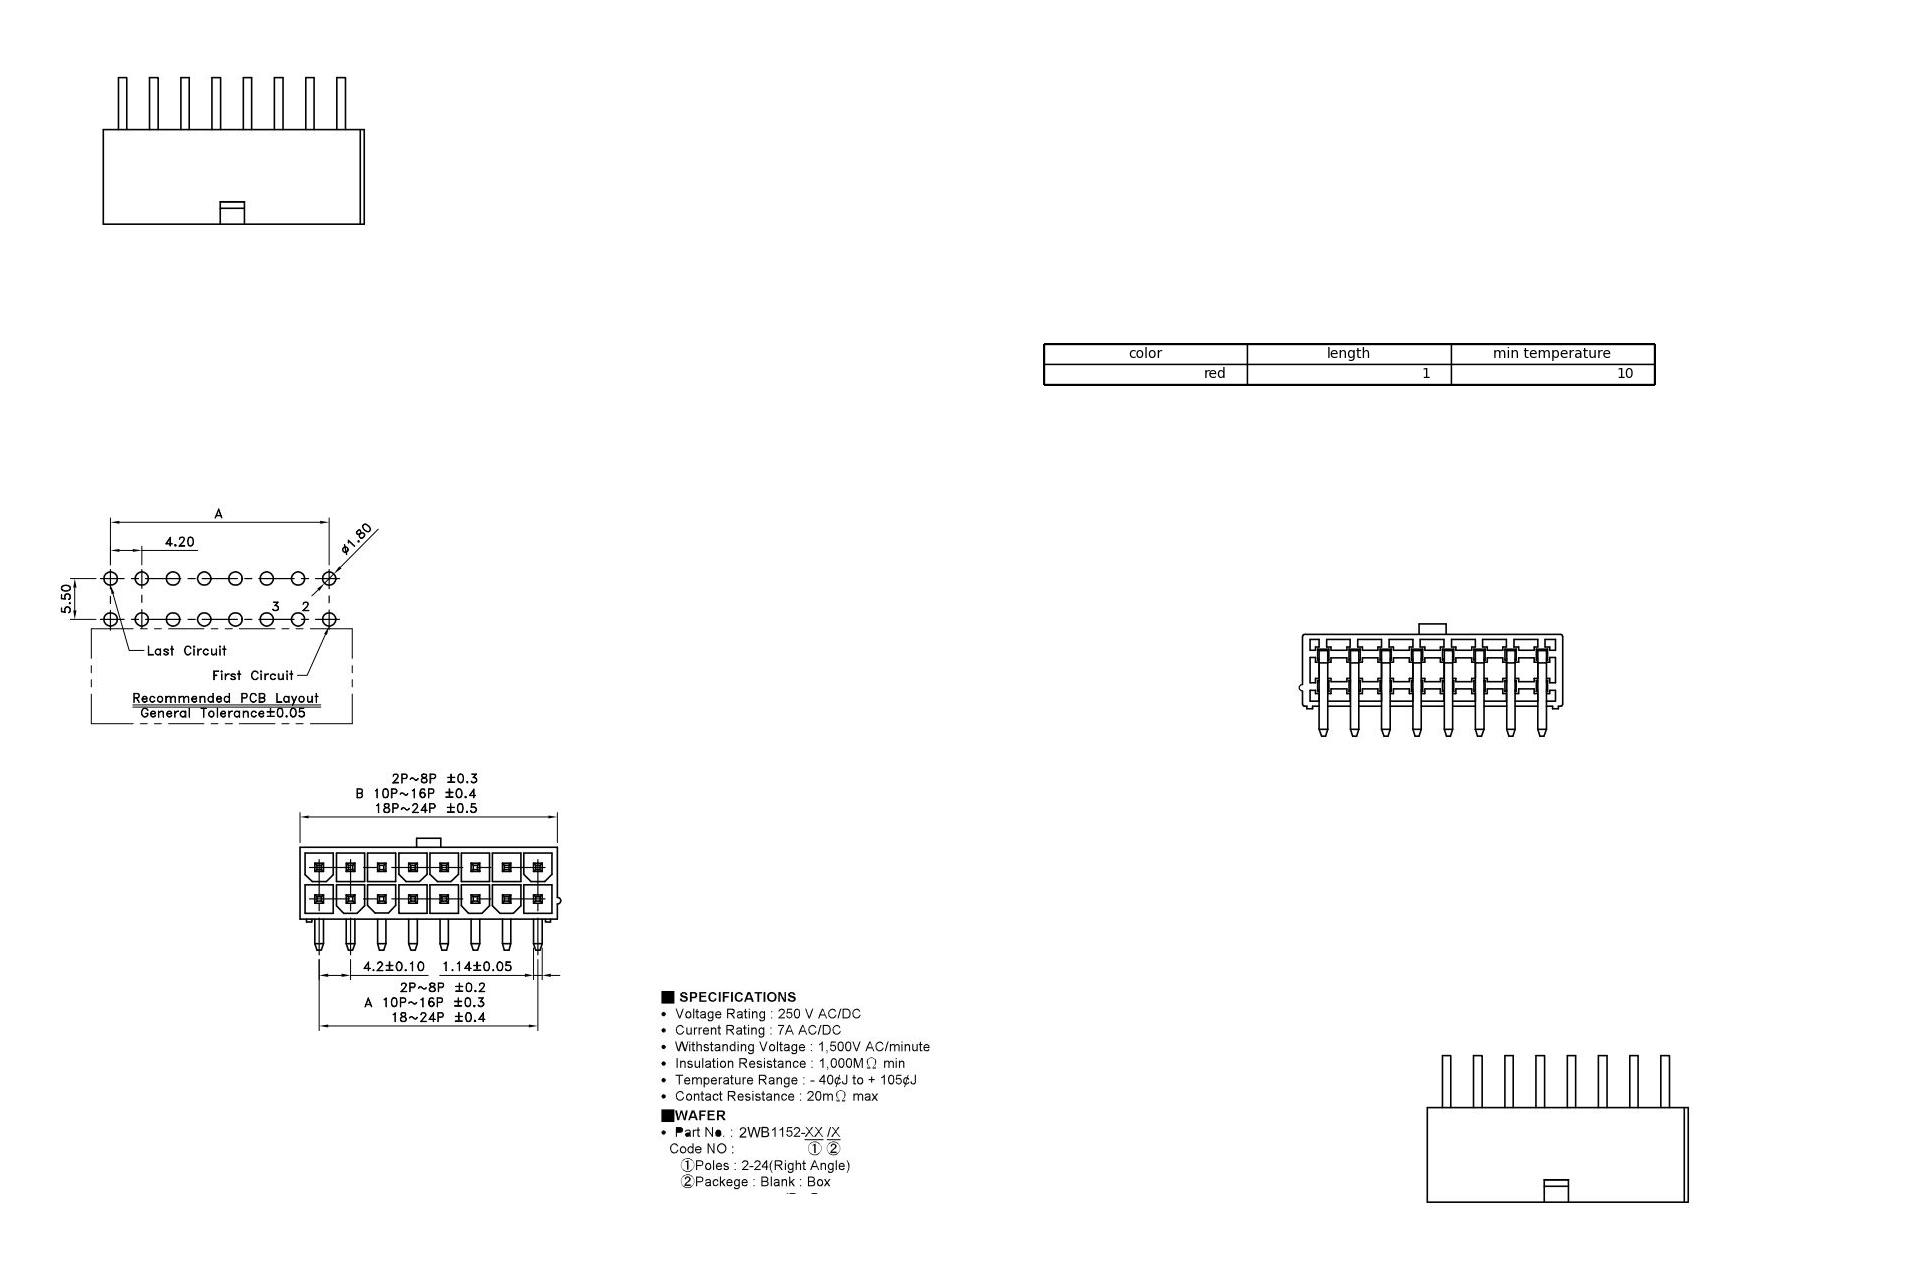 color length min temperature
red 1 10
A
4.20
ø1.80
5.50
3 2
Last Circuit
First Circuit
Recommended PCB Layout
General Tolerance±0.05
2P~8P ±0.3
B 10P~16P ±0.4
18P~24P ±0.5
4.2±0.10 1.14±0.05
2P~8P ±0.2
A 10P~16P ±0.3
18~24P ±0.4
■ SPECIFICATIONS
• Voltage Rating : 250 V AC/DC
• Current Rating : 7A AC/DC
• Withstanding Voltage : 1,500V AC/minute
• Insulation Resistance : 1,000MΩ min
• Temperature Range : - 40¢J to + 105¢J
• Contact Resistance : 20mΩ max
■WAFER
• Part No. : 2WB1152-XX /X
Code NO : ① ②
①Poles : 2-24(Right Angle)
②Packege : Blank : Box